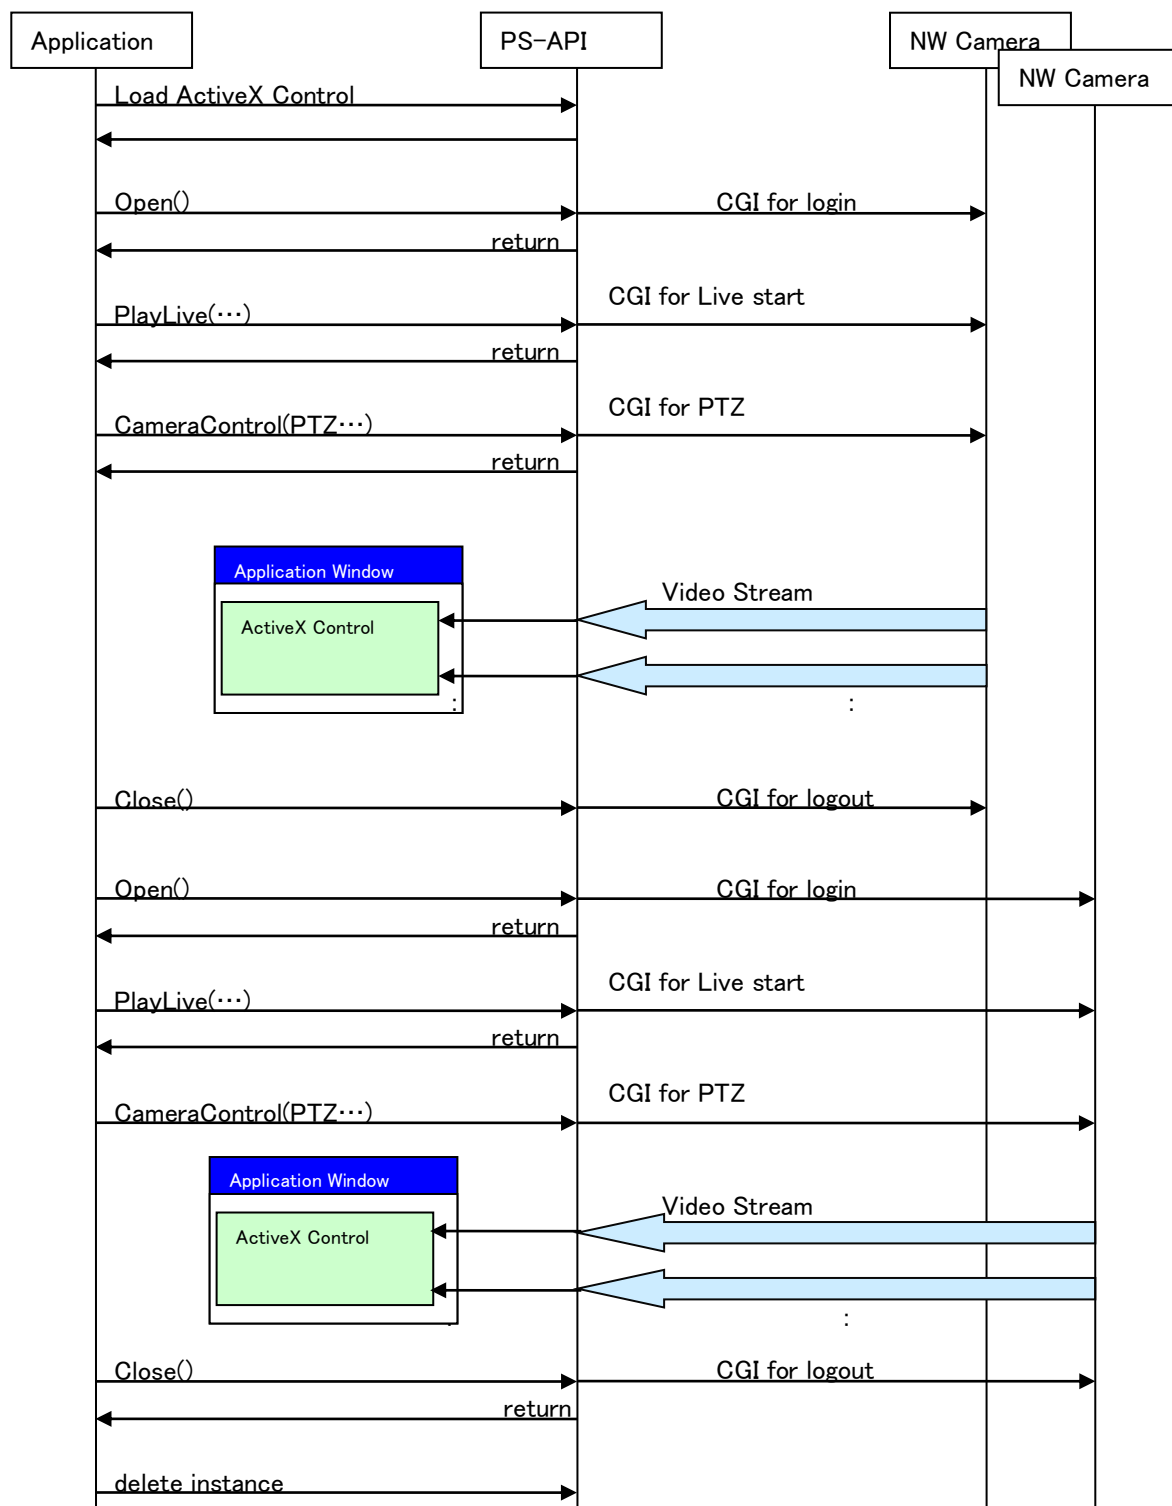 Application
PS-API
NW Camera
NW Camera
Load ActiveX Control
Open()
CGI for login
return
CGI for Live start
PlayLive(…)
return
CGI for PTZ
CameraControl(PTZ…)
return
Application Window
Video Stream
ActiveX Control
:
:
Close()
CGI for logout
Open()
CGI for login
return
CGI for Live start
PlayLive(…)
return
CGI for PTZ
CameraControl(PTZ…)
Application Window
Video Stream
ActiveX Control
:
:
Close()
CGI for logout
return
delete instance